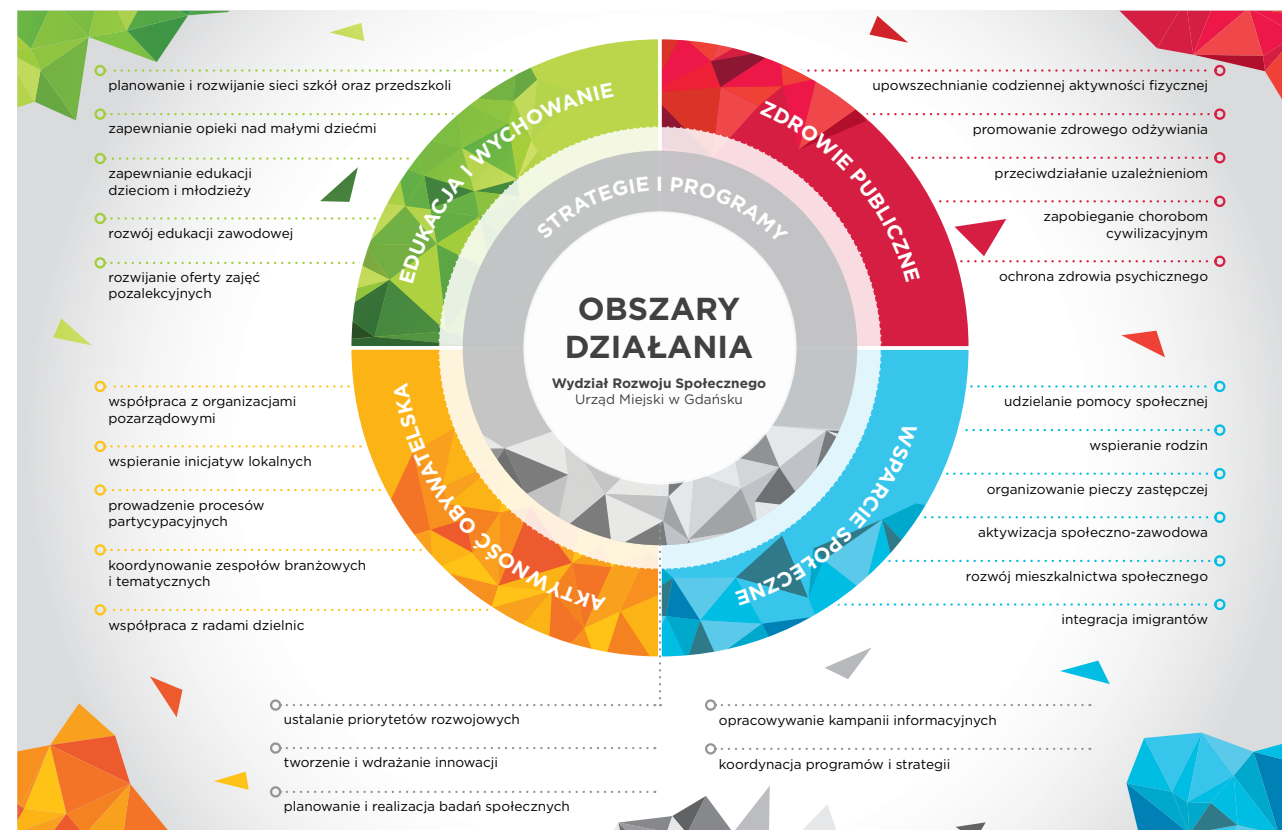 planowanie i rozwijanie sieci szkół oraz przedszkoli
zapewnianie opieki nad małymi dziećmi
zapewnianie edukacji
dzieciom i młodzieży
rozwój edukacji zawodowej
rozwijanie oferty zajęć
pozalekcyjnych
EDUKACJA I WYCHOWANIE
ZDROWIE PUBLICZNE
upowszechnianie codziennej aktywności fizycznej
promowanie zdrowego odżywiania
przeciwdziałanie uzależnieniom
zapobieganie chorobom
cywilizacyjnym
ochrona zdrowia psychicznego
STRATEGIE I PROGRAMY
OBSZARY
DZIAŁANIA
Wydział Rozwoju Społecznego
Urząd Miejski w Gdańsku
współpraca z organizacjami
pozarządowymi
wspieranie inicjatyw lokalnych
prowadzenie procesów
partycypacyjnych
koordynowanie zespołów branżowych
i tematycznych
współpraca z radami dzielnic
AKTYWNOŚĆ OBYWATELSKA
WSPARCIE SPOŁECZNE
udzielanie pomocy społecznej
wspieranie rodzin
organizowanie pieczy zastępczej
aktywizacja społeczno-zawodowa
rozwój mieszkalnictwa społecznego
integracja imigrantów
ustalanie priorytetów rozwojowych
tworzenie i wdrażanie innowacji
planowanie i realizacja badań społecznych
opracowywanie kampanii informacyjnych
koordynacja programów i strategii